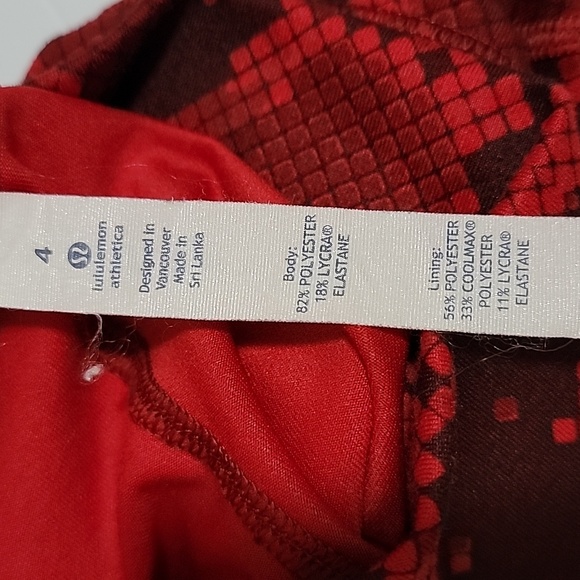 4
lululemon
athletica
Designed in
Vancouver
Made in
Sri Lanka
Body:
82% POLYESTER
18% LYCRA®
ELASTANE
Lining:
56% POLYESTER
33% COOLMAX®
POLYESTER
11% LYCRA®
ELASTANE